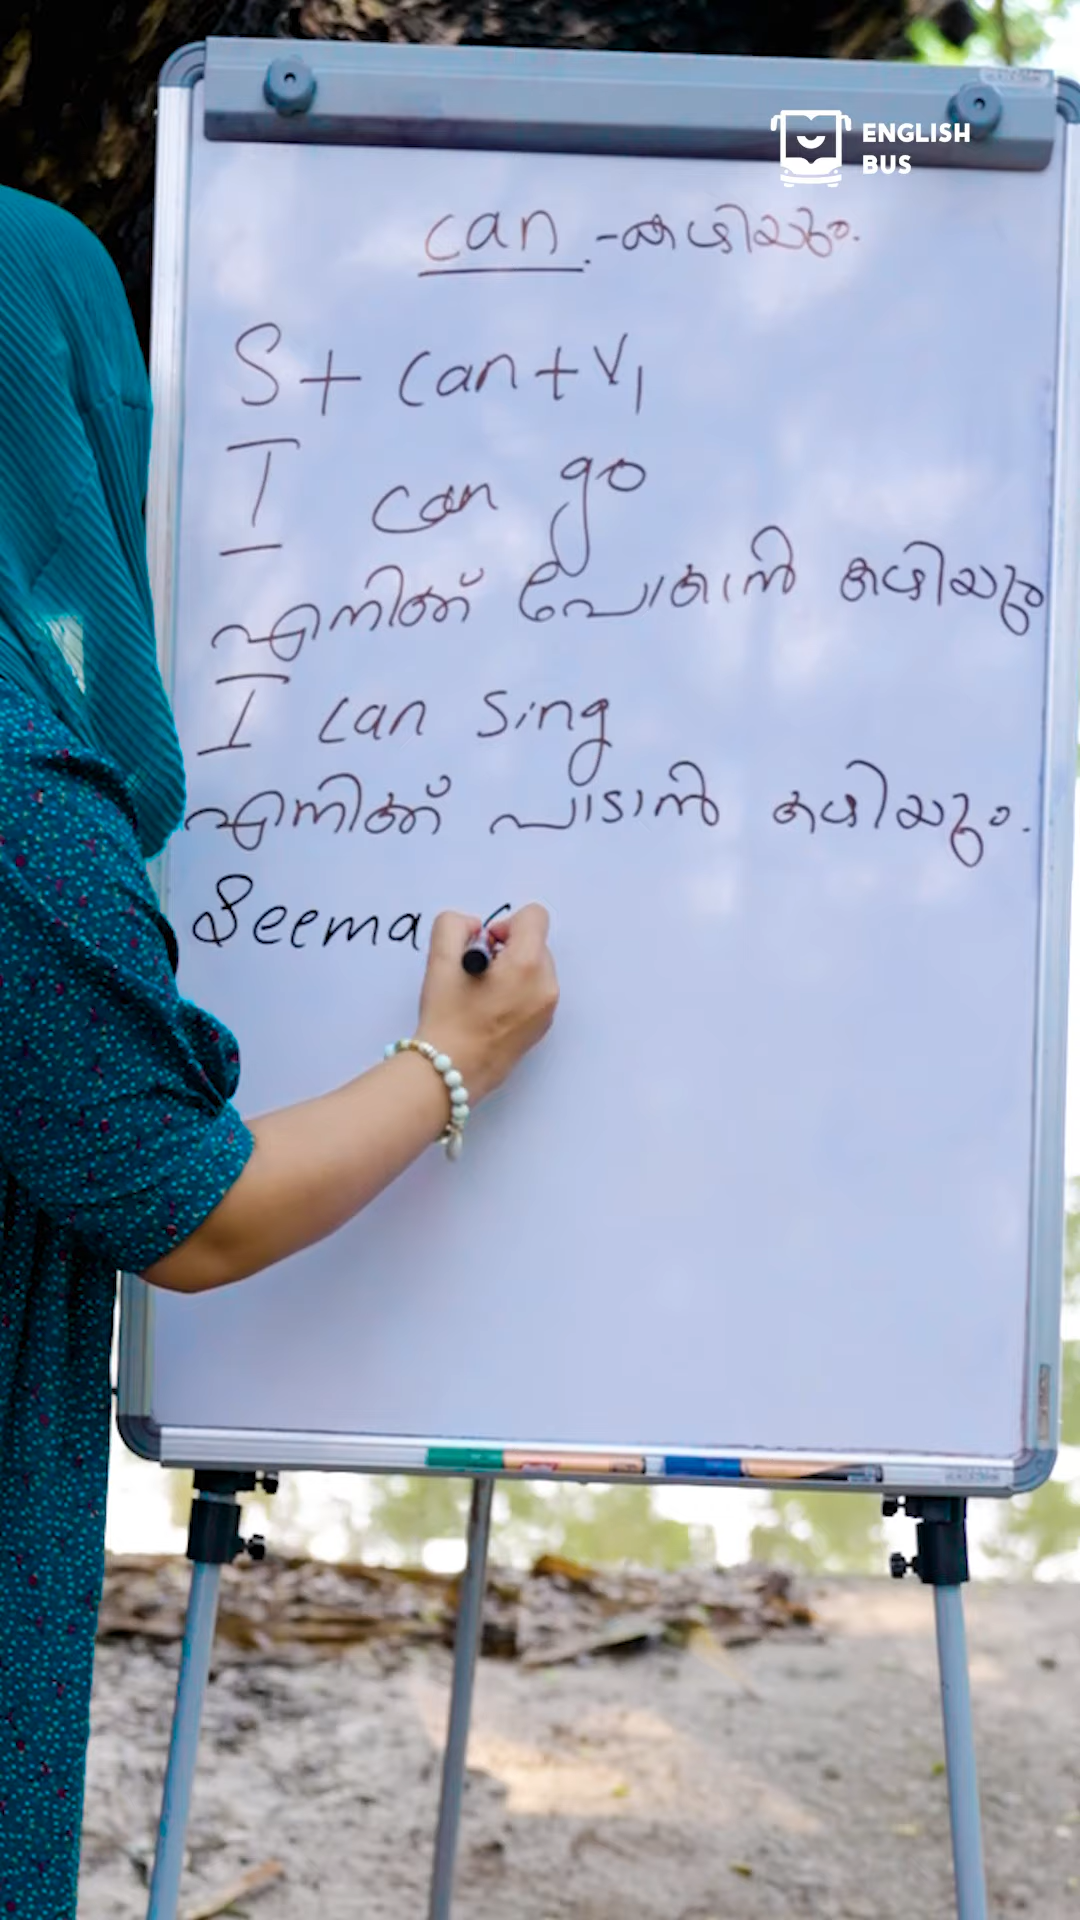 ENGLISH
BUS
can - കഴിയും.
S + can + V1
I can go
എനിക്ക് പോകാൻ കഴിയും
I can Sing
എനിക്ക് പാടാൻ കഴിയും.
Seema